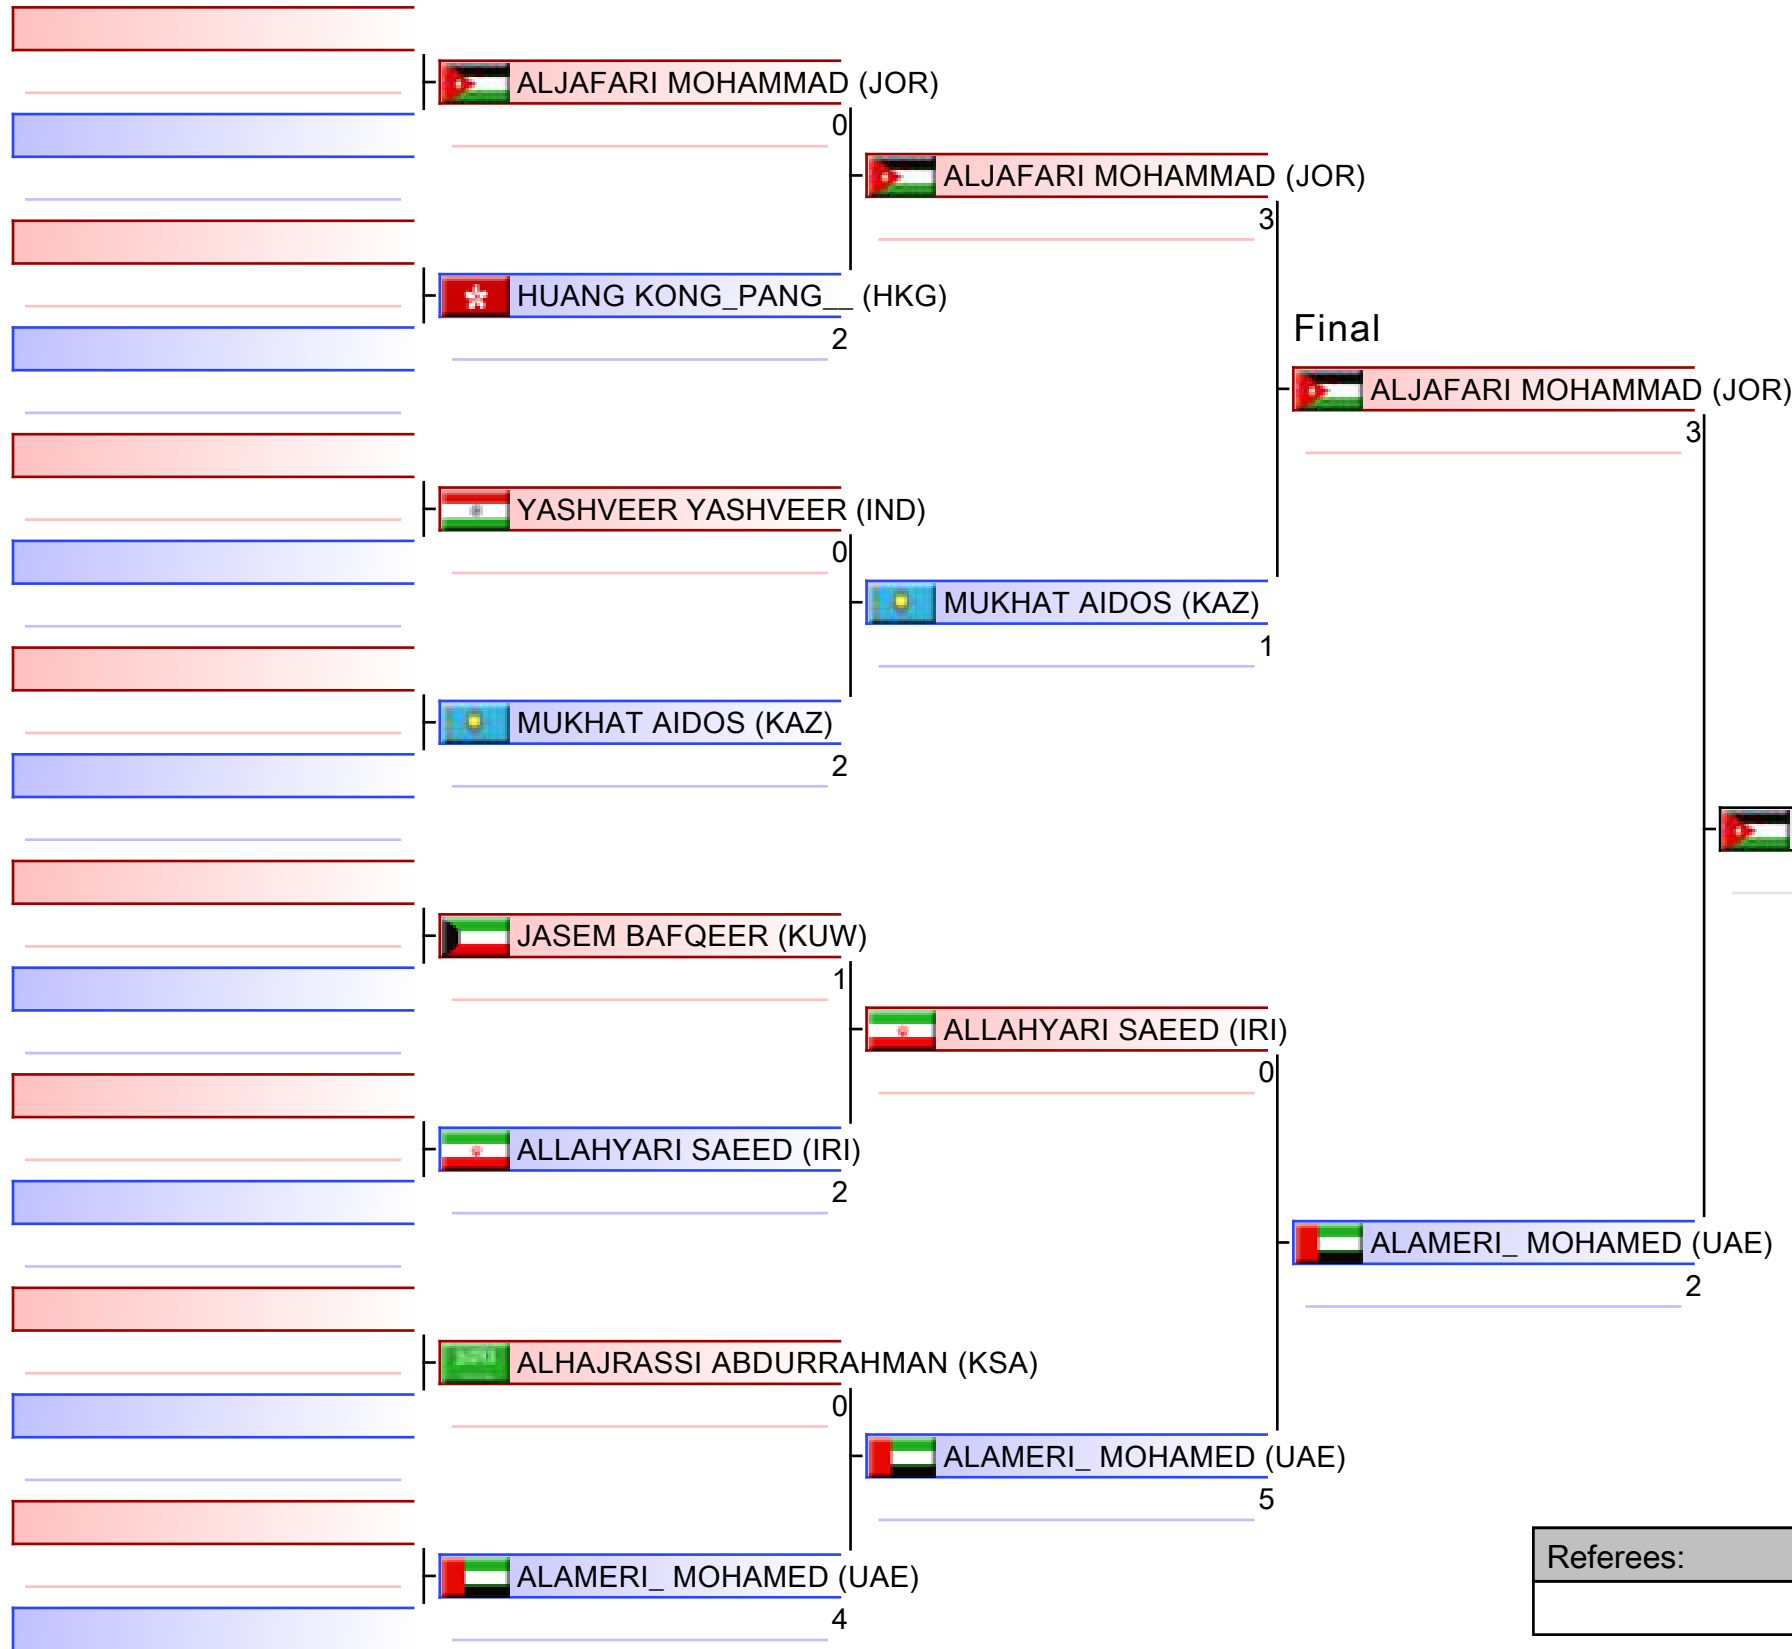 ALJAFARI MOHAMMAD (JOR)
0
ALJAFARI MOHAMMAD (JOR)
3
HUANG KONG_PANG__ (HKG)
2
Final
ALJAFARI MOHAMMAD (JOR)
3
YASHVEER YASHVEER (IND)
0
MUKHAT AIDOS (KAZ)
1
MUKHAT AIDOS (KAZ)
2
JASEM BAFQEER (KUW)
1
ALLAHYARI SAEED (IRI)
0
ALLAHYARI SAEED (IRI)
2
ALAMERI_ MOHAMED (UAE)
2
ALHAJRASSI ABDURRAHMAN (KSA)
0
ALAMERI_ MOHAMED (UAE)
5
ALAMERI_ MOHAMED (UAE)
4
Referees: